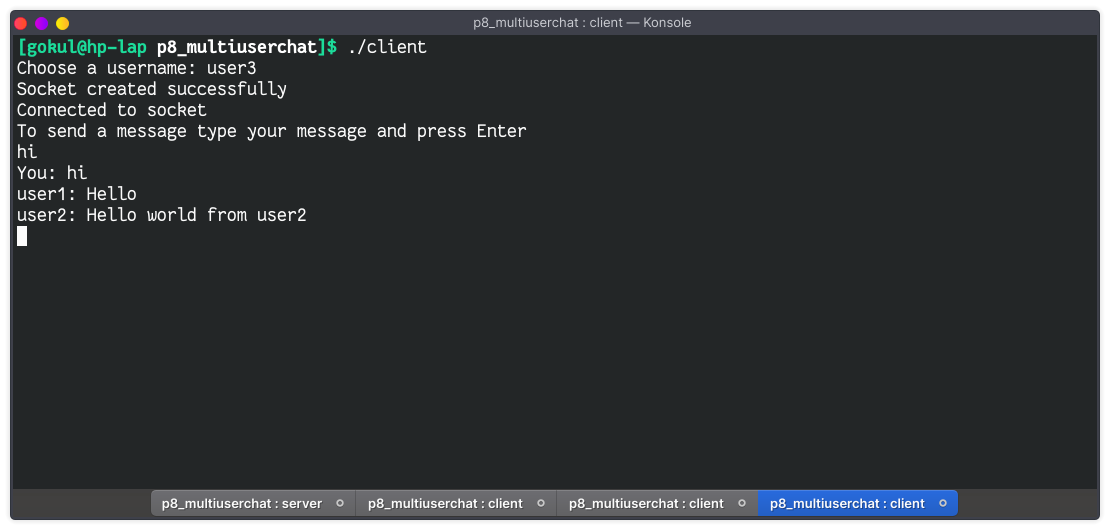 p8_multiuserchat : client — Konsole
[gokul@hp-lap p8_multiuserchat]$ ./client
Choose a username: user3
Socket created successfully
Connected to socket
To send a message type your message and press Enter
hi
You: hi
user1: Hello
user2: Hello world from user2
p8_multiuserchat : server p8_multiuserchat : client p8_multiuserchat : client p8_multiuserchat : client